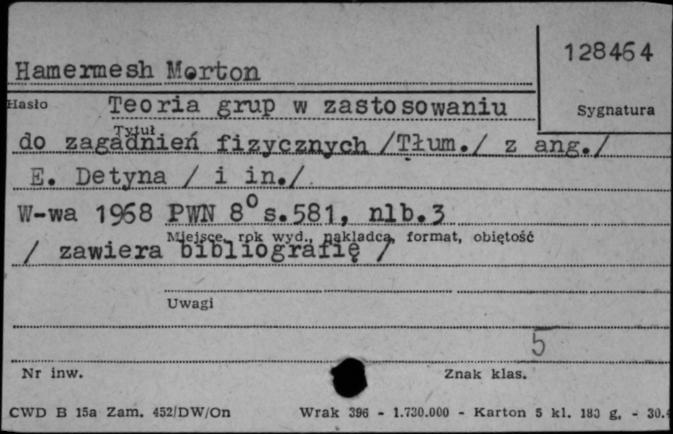 Hamermesh Morton
128464
Hasło
Teoria grup w zastosowaniu
Sygnatura
Tytuł
do zagadnień fizycznych /Tłum./ z ang./
E. Detyna / i in./
W-wa 1968 PWN 8° s.581, nlb.3
Miejsce, rok wyd., nakładca, format, objętość
/ zawiera bibliografię /
Uwagi
5
Nr inw.
Znak klas.
CWD B 15a Zam. 452/DW/On
Wrak 396 - 1.730.000 - Karton 5 kl. 180 g, - 30.